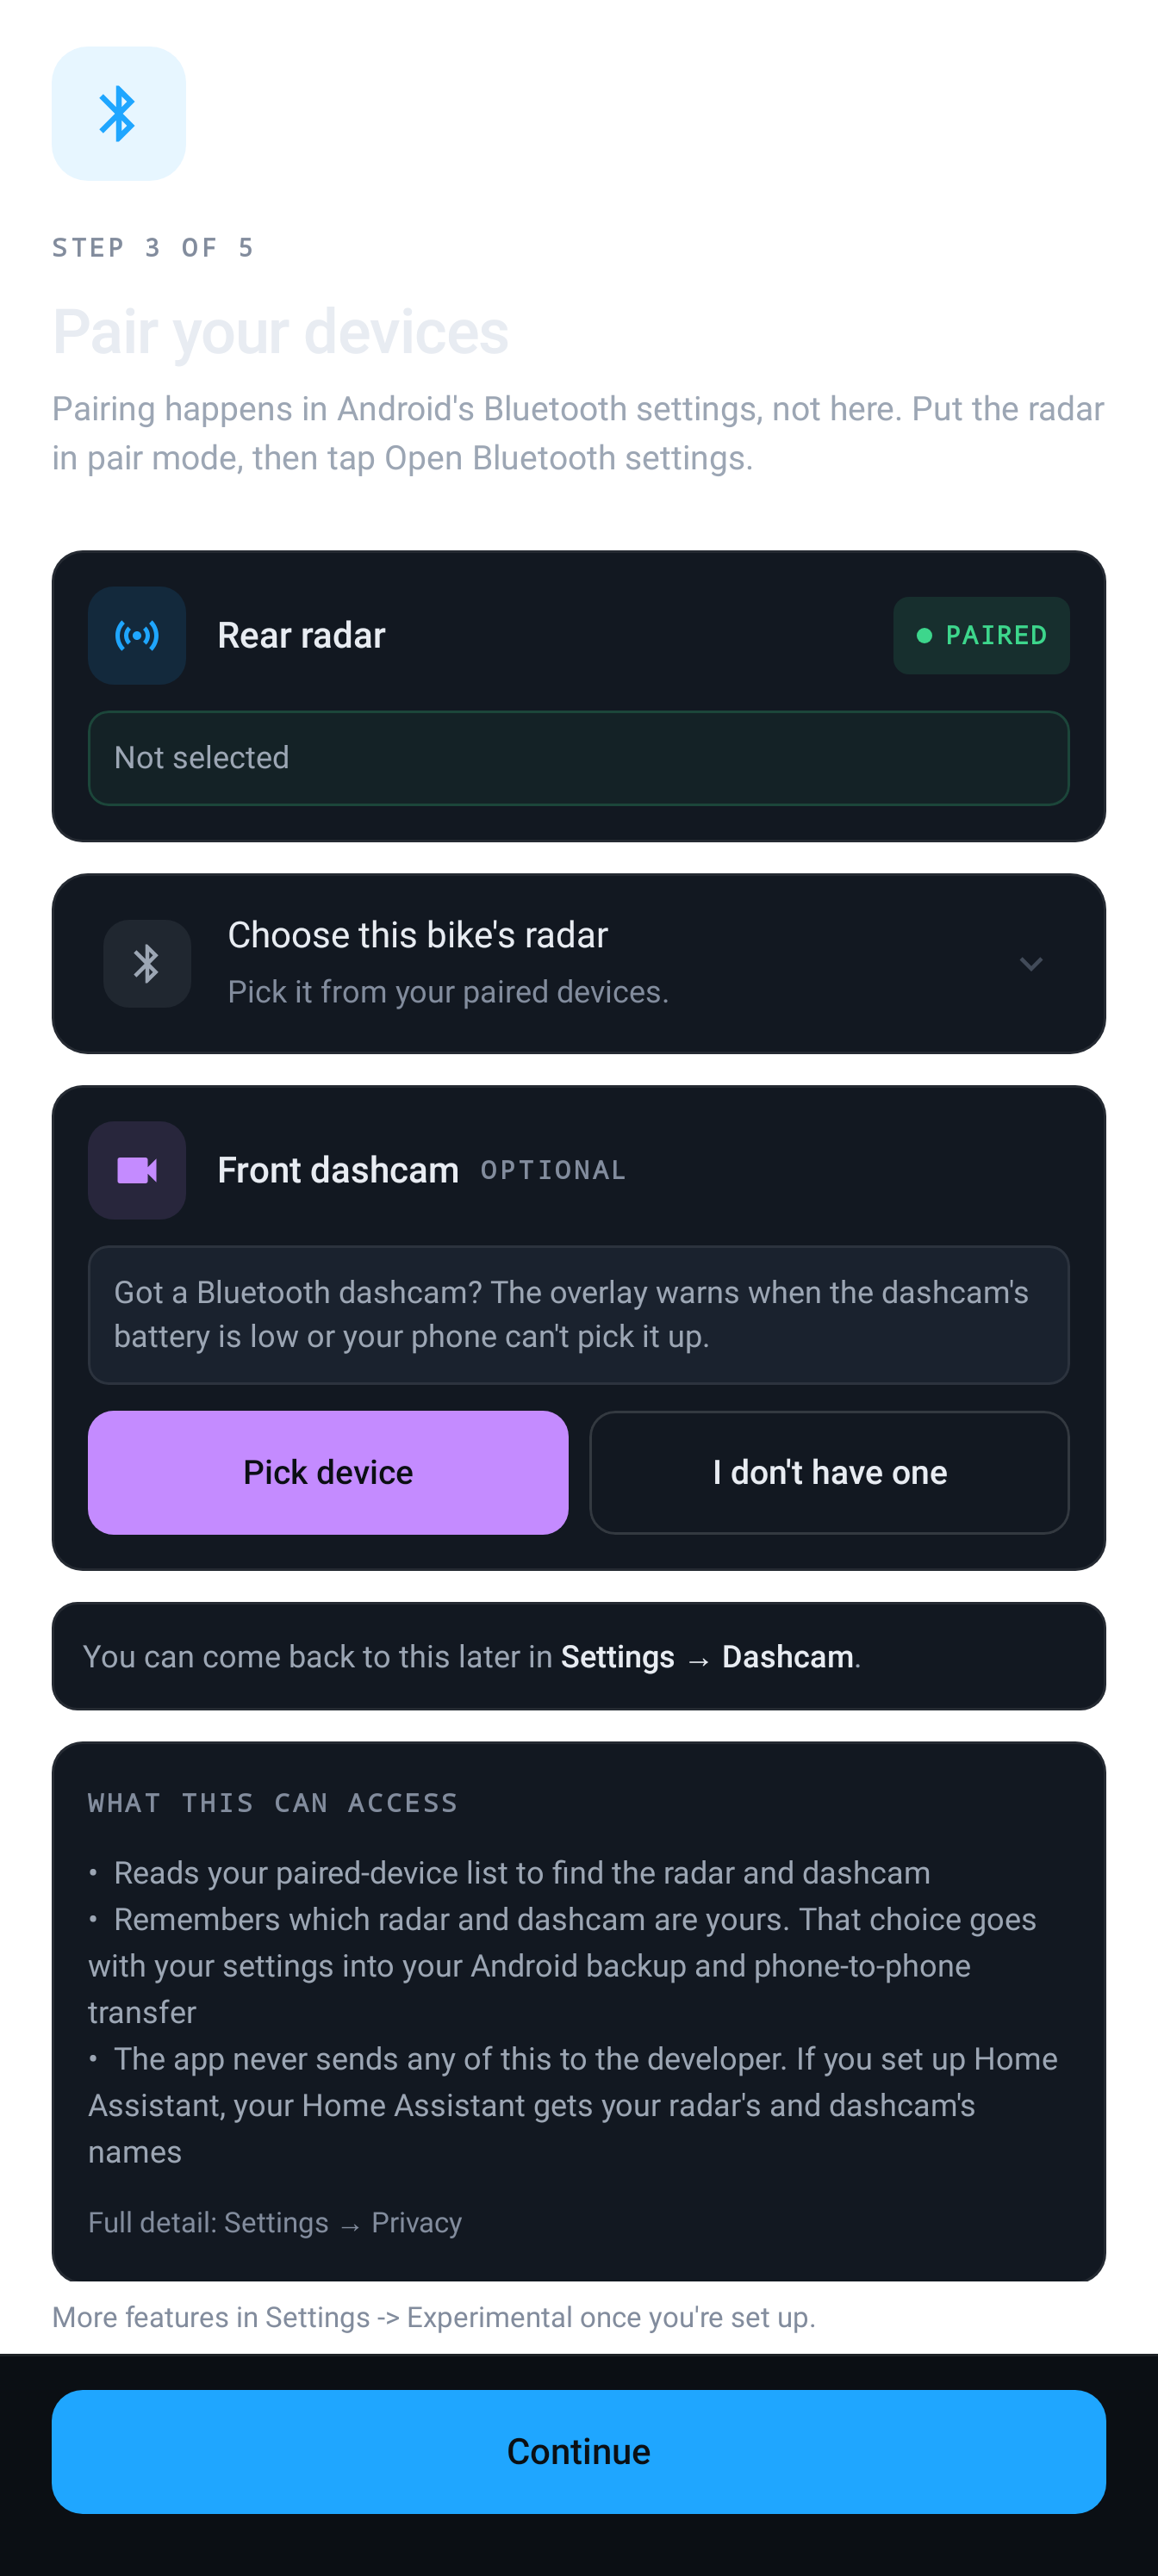 STEP 3 OF 5
Pair your devices
Pairing happens in Android's Bluetooth settings, not here. Put the radar
in pair mode, then tap Open Bluetooth settings.
Rear radar
PAIRED
Not selected
Choose this bike's radar
Pick it from your paired devices.
Front dashcam OPTIONAL
Got a Bluetooth dashcam? The overlay warns when the dashcam's
battery is low or your phone can't pick it up.
Pick device
I don't have one
You can come back to this later in Settings → Dashcam.
WHAT THIS CAN ACCESS
• Reads your paired-device list to find the radar and dashcam
• Remembers which radar and dashcam are yours. That choice goes
with your settings into your Android backup and phone-to-phone
transfer
• The app never sends any of this to the developer. If you set up Home
Assistant, your Home Assistant gets your radar's and dashcam's
names
Full detail: Settings → Privacy
More features in Settings -> Experimental once you're set up.
Continue